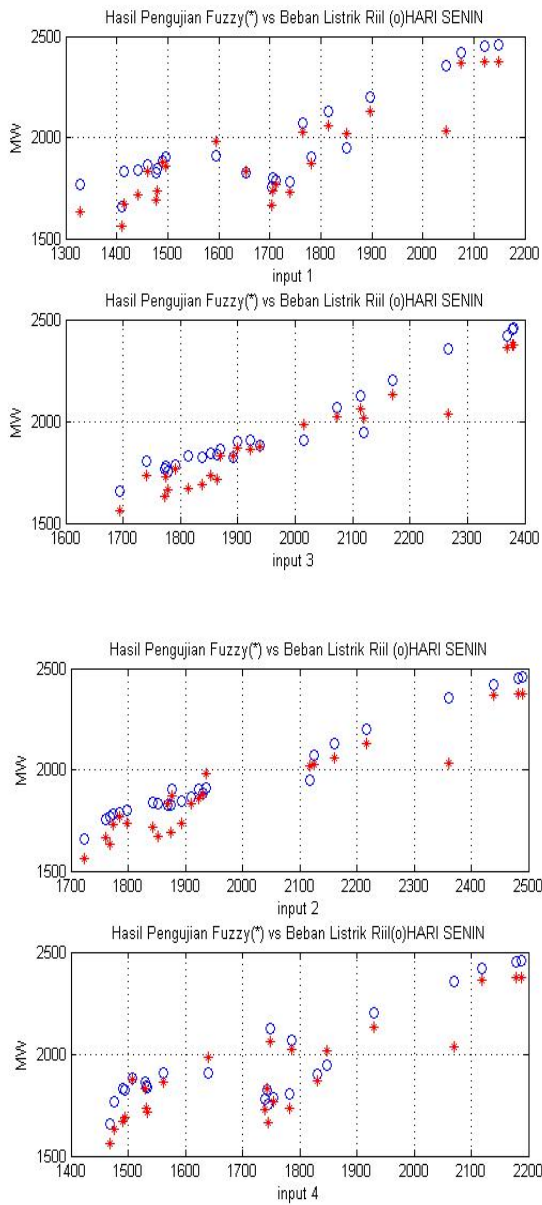 Hasil Pengujian Fuzzy(*) vs Beban Listrik Riil (o)HARI SENIN
2500
2000
1500
MW
1300 1400 1500 1600 1700 1800 1900 2000 2100 2200
input 1
Hasil Pengujian Fuzzy(*) vs Beban Listrik Riil (o)HARI SENIN
2500
2000
1500
MW
1600 1700 1800 1900 2000 2100 2200 2300 2400
input 3
Hasil Pengujian Fuzzy(*) vs Beban Listrik Riil (o)HARI SENIN
2500
2000
1500
MW
1700 1800 1900 2000 2100 2200 2300 2400 2500
input 2
Hasil Pengujian Fuzzy(*) vs Beban Listrik Riil(o)HARI SENIN
2500
2000
1500
MW
1400 1500 1600 1700 1800 1900 2000 2100 2200
input 4